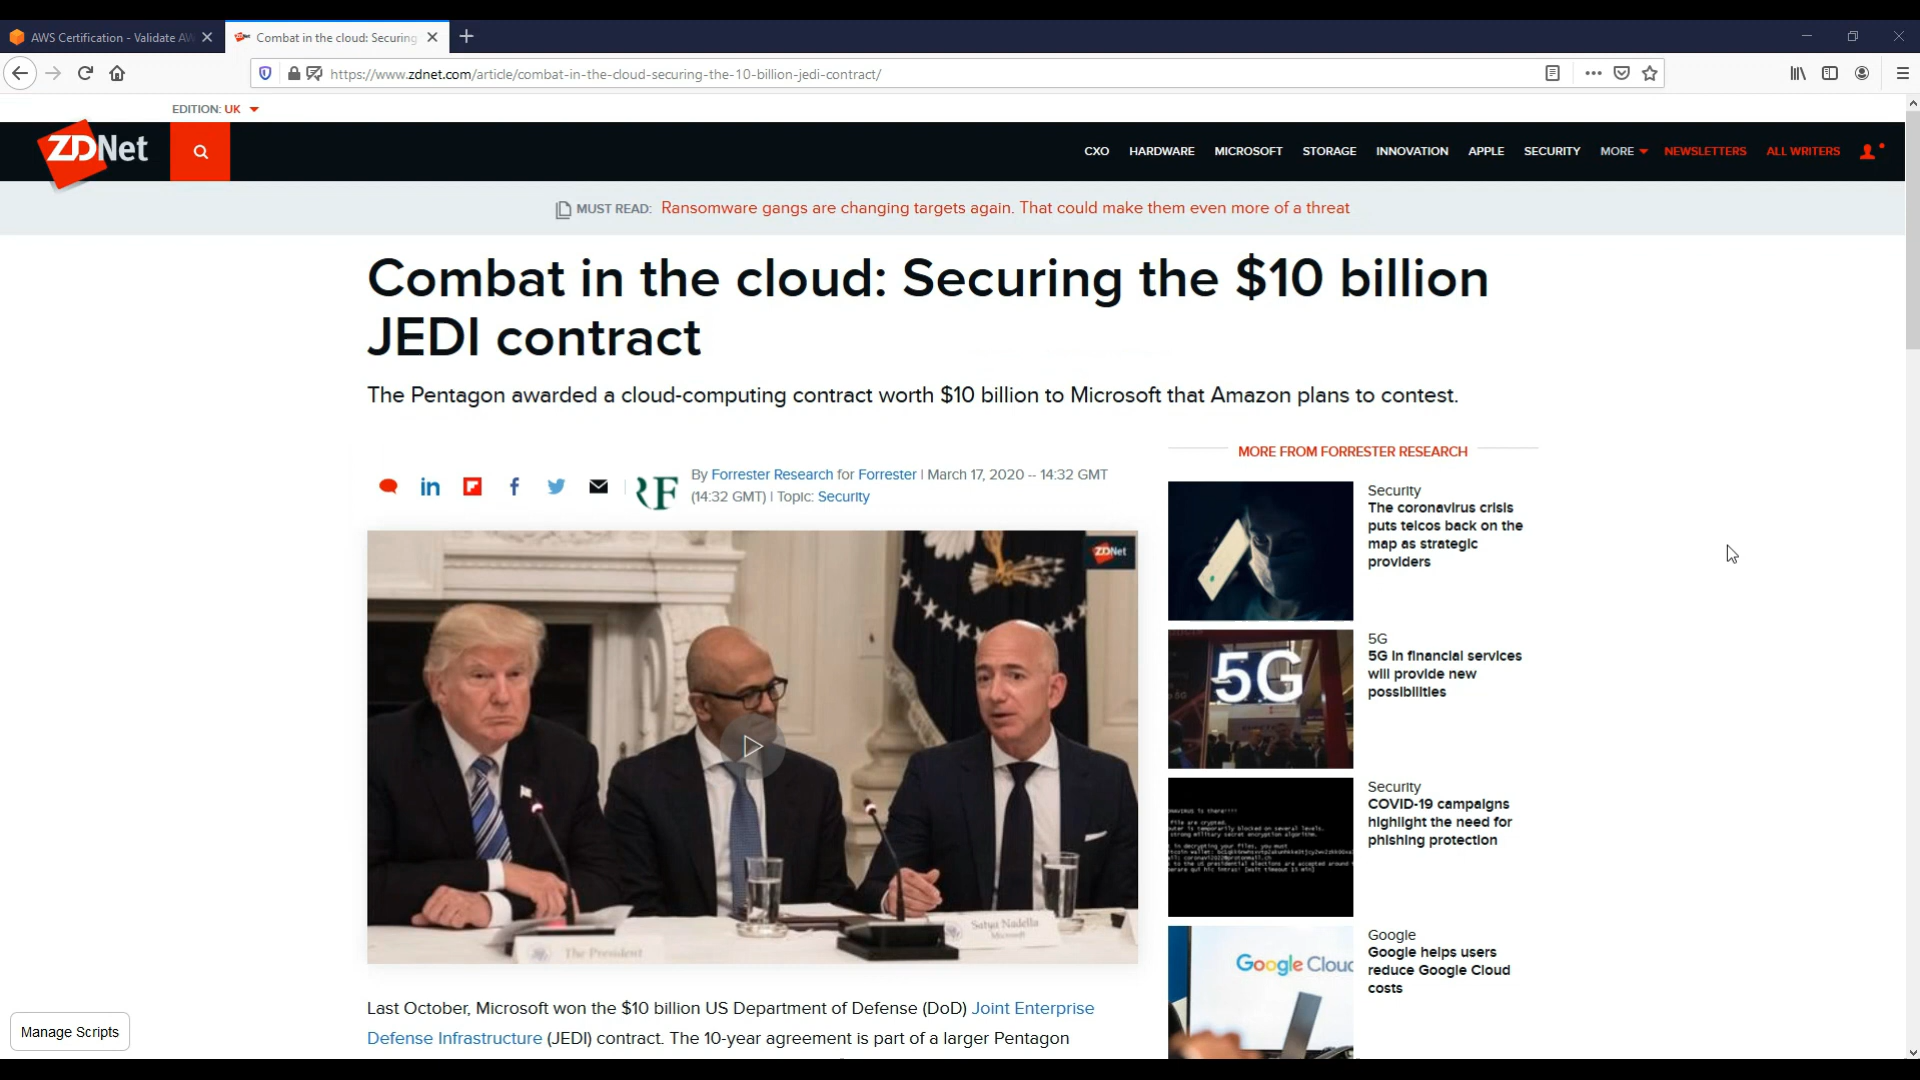 AWS Certification - Validate AW
Combat in the cloud: Securing
https://www.zdnet.com/article/combat-in-the-cloud-securing-the-10-billion-jedi-contract/
EDITION: UK
ZDNet
CXO HARDWARE MICROSOFT STORAGE INNOVATION APPLE SECURITY MORE NEWSLETTERS ALL WRITERS
MUST READ: Ransomware gangs are changing targets again. That could make them even more of a threat
Combat in the cloud: Securing the $10 billion
JEDI contract
The Pentagon awarded a cloud-computing contract worth $10 billion to Microsoft that Amazon plans to contest.
By Forrester Research for Forrester | March 17, 2020 -- 14:32 GMT
(14:32 GMT) | Topic: Security
ZDNet
The President
Satya Nadella
Microsoft
Last October, Microsoft won the $10 billion US Department of Defense (DoD) Joint Enterprise
Defense Infrastructure (JEDI) contract. The 10-year agreement is part of a larger Pentagon
MORE FROM FORRESTER RESEARCH
Security
The coronavirus crisis
puts telcos back on the
map as strategic
providers
5G
5G
5G in financial services
will provide new
possibilities
Security
COVID-19 campaigns
highlight the need for
phishing protection
Google Clou
Google
Google helps users
reduce Google Cloud
costs
Manage Scripts